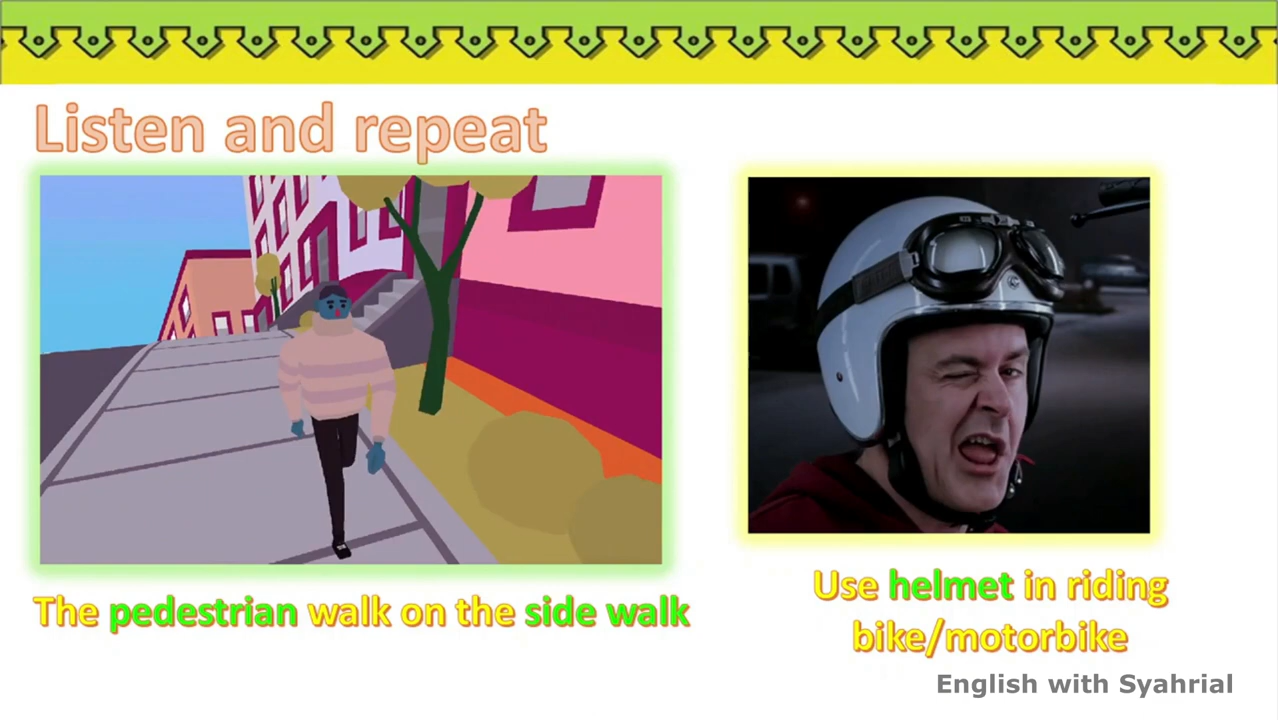 Listen and repeat
The pedestrian walk on the side walk
Use helmet in riding
bike/motorbike
English with Syahrial